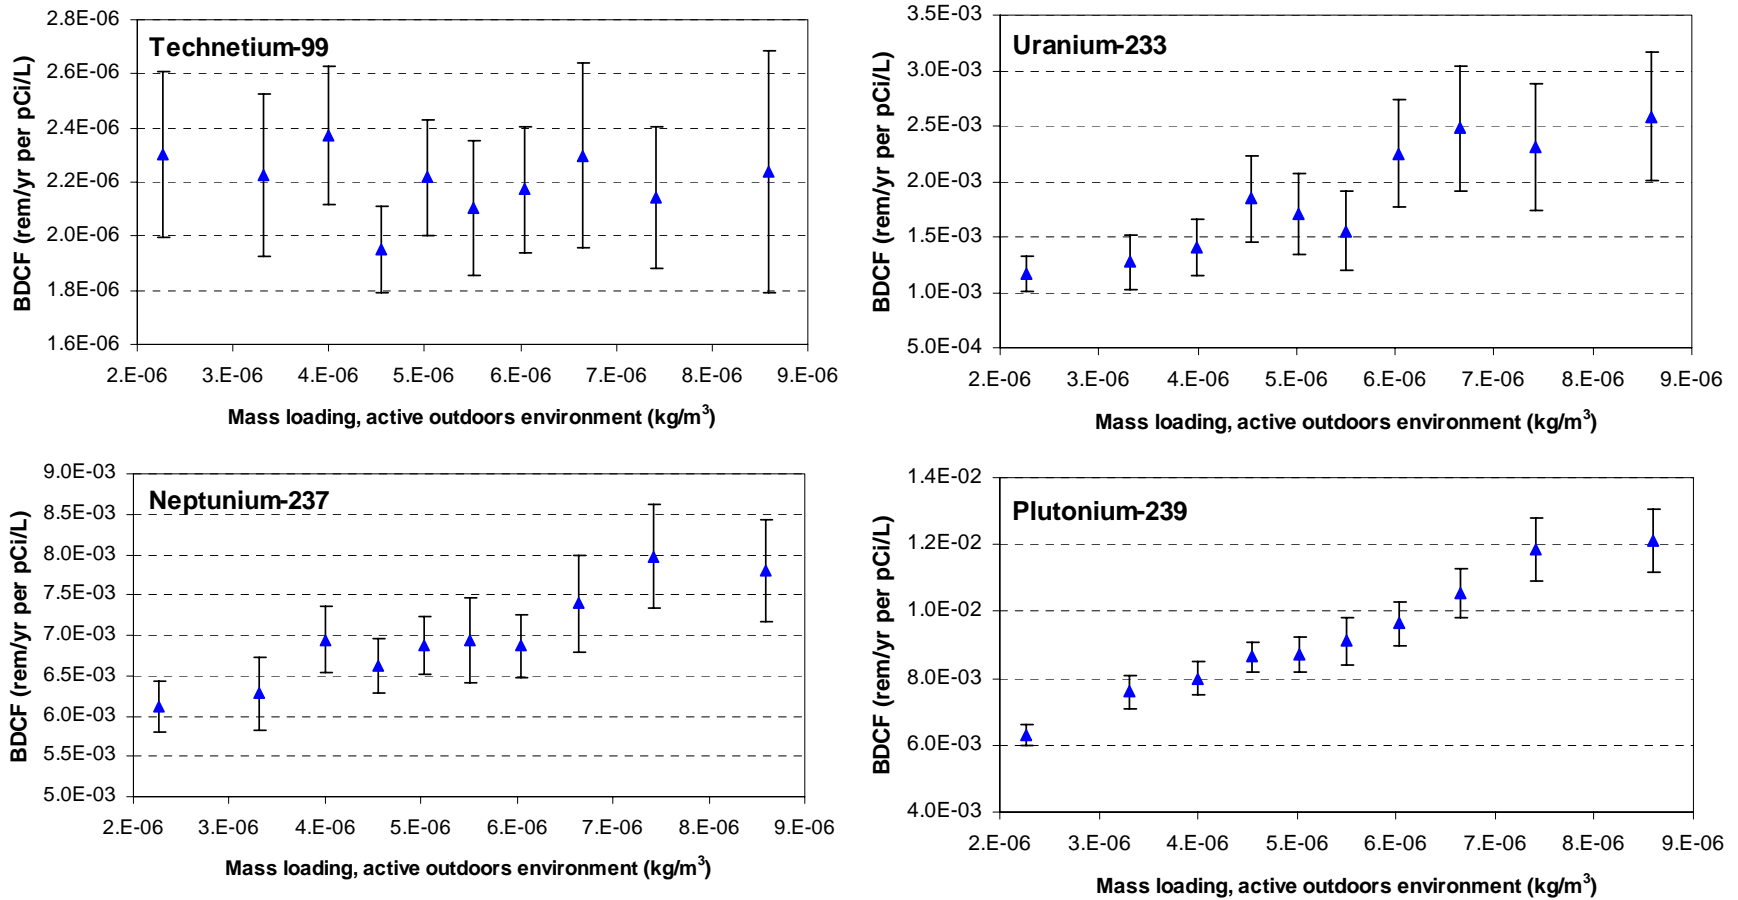 Technetium-99
BDCF (rem/yr per pCi/L)
2.8E-06
2.6E-06
2.4E-06
2.2E-06
2.0E-06
1.8E-06
1.6E-06
2.E-06 3.E-06 4.E-06 5.E-06 6.E-06 7.E-06 8.E-06 9.E-06
Mass loading, active outdoors environment (kg/m³)
Uranium-233
BDCF (rem/yr per pCi/L)
3.5E-03
3.0E-03
2.5E-03
2.0E-03
1.5E-03
1.0E-03
5.0E-04
2.E-06 3.E-06 4.E-06 5.E-06 6.E-06 7.E-06 8.E-06 9.E-06
Mass loading, active outdoors environment (kg/m³)
Neptunium-237
BDCF (rem/yr per pCi/L)
9.0E-03
8.5E-03
8.0E-03
7.5E-03
7.0E-03
6.5E-03
6.0E-03
5.5E-03
5.0E-03
2.E-06 3.E-06 4.E-06 5.E-06 6.E-06 7.E-06 8.E-06 9.E-06
Mass loading, active outdoors environment (kg/m³)
Plutonium-239
BDCF (rem/yr per pCi/L)
1.4E-02
1.2E-02
1.0E-02
8.0E-03
6.0E-03
4.0E-03
2.E-06 3.E-06 4.E-06 5.E-06 6.E-06 7.E-06 8.E-06 9.E-06
Mass loading, active outdoors environment (kg/m³)